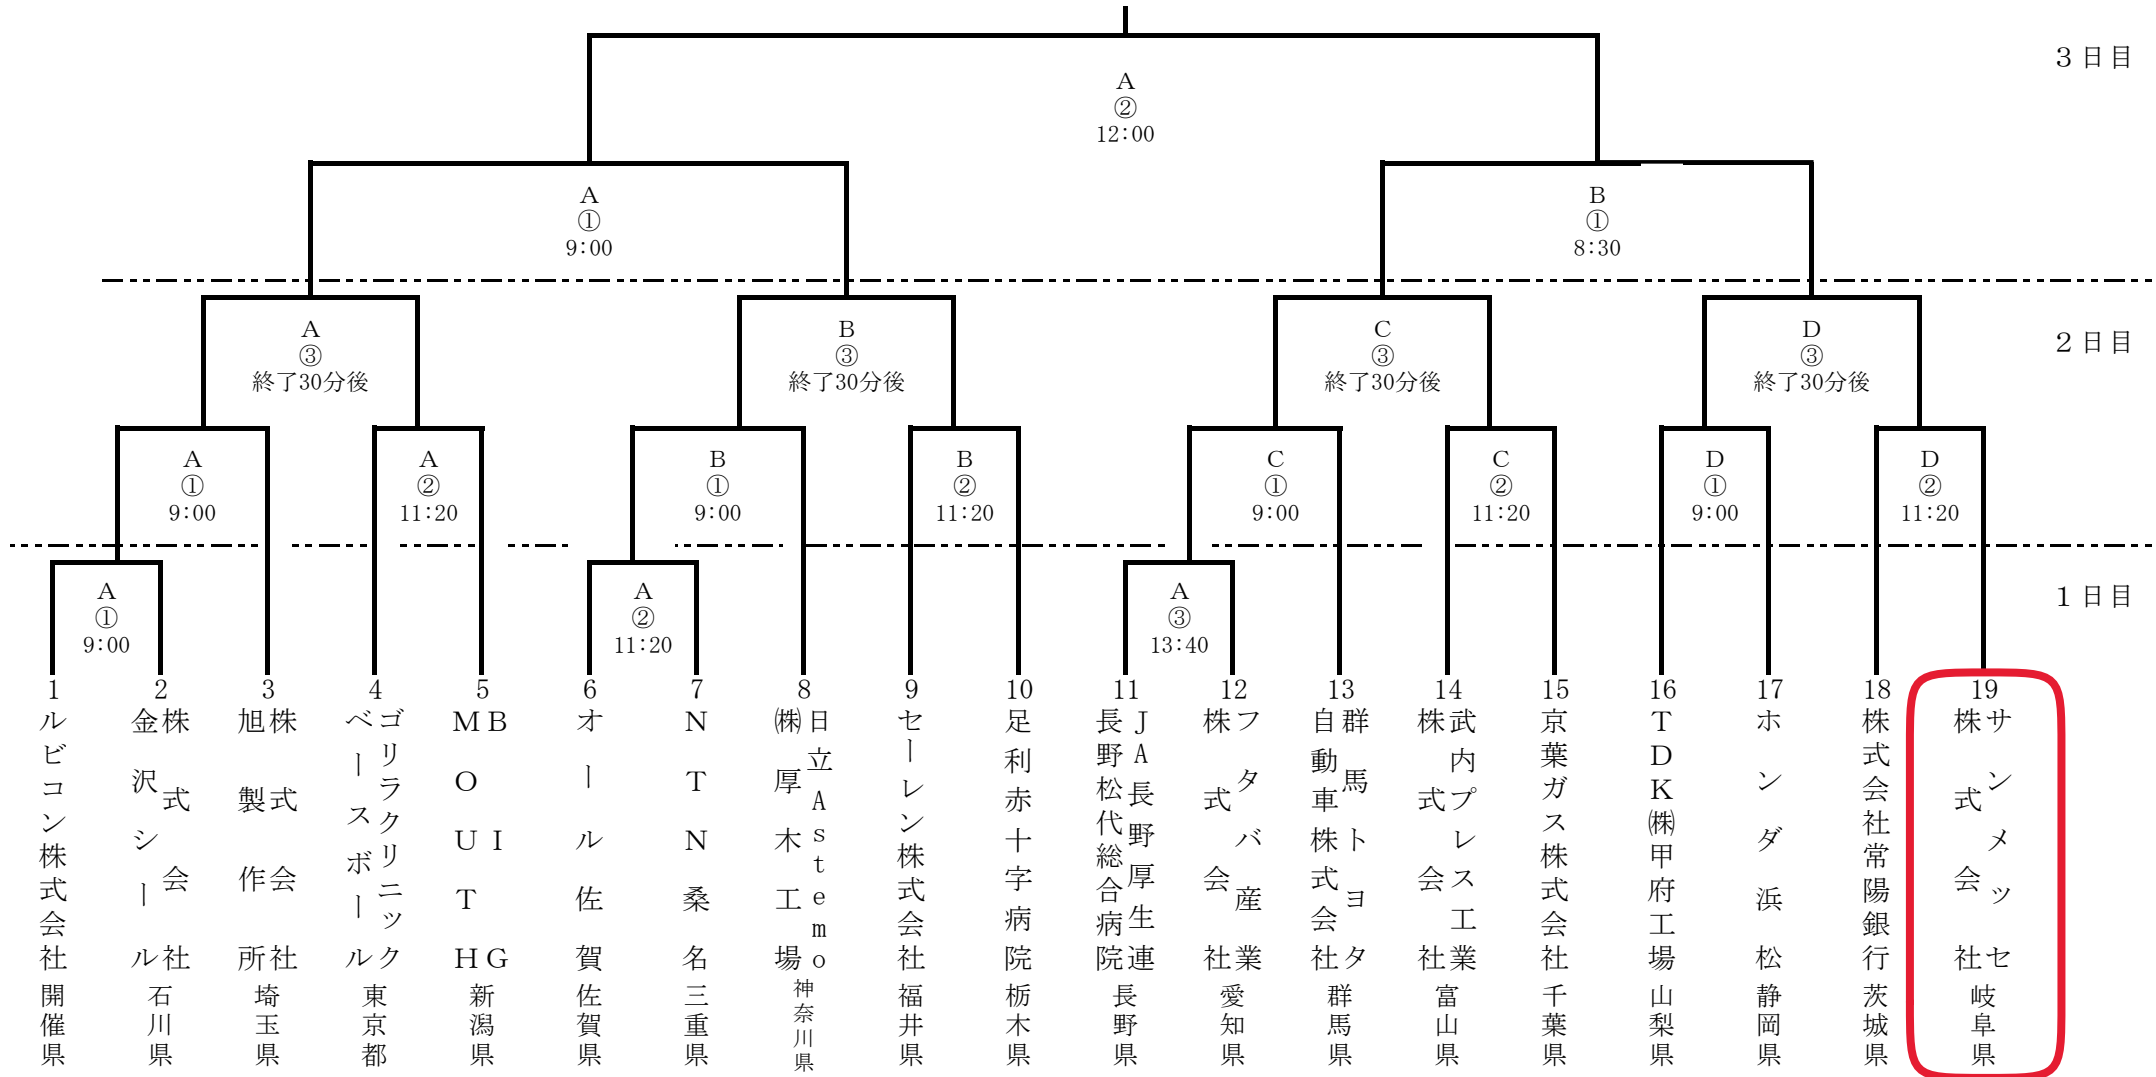 3日目
A
②
12:00
A
①
9:00
B
①
8:30
2日目
A
③
終了30分後
B
③
終了30分後
C
③
終了30分後
D
③
終了30分後
A
①
9:00
A
②
11:20
B
①
9:00
B
②
11:20
C
①
9:00
C
②
11:20
D
①
9:00
D
②
11:20
1日目
A
①
9:00
A
②
11:20
A
③
13:40
1
ルビコン株式会社
開催県
2
株式会社
金沢シール
石川県
3
株式会社
旭製作所
埼玉県
4
ゴリラクリニック
ベースボール
東京都
5
BIG
MOUTH
新潟県
6
オール佐賀
佐賀県
7
NTN桑名
三重県
8
日立Astemo
㈱厚木工場
神奈川県
9
セーレン株式会社
福井県
10
足利赤十字病院
栃木県
11
JA長野厚生連
長野松代総合病院
長野県
12
フタバ産業
株式会社
愛知県
13
群馬トヨタ
自動車株式会社
群馬県
14
武内プレス工業
株式会社
富山県
15
京葉ガス株式会社
千葉県
16
TDK㈱甲府工場
山梨県
17
ホンダ浜松
静岡県
18
株式会社常陽銀行
茨城県
19
サンメッセ
株式会社
岐阜県